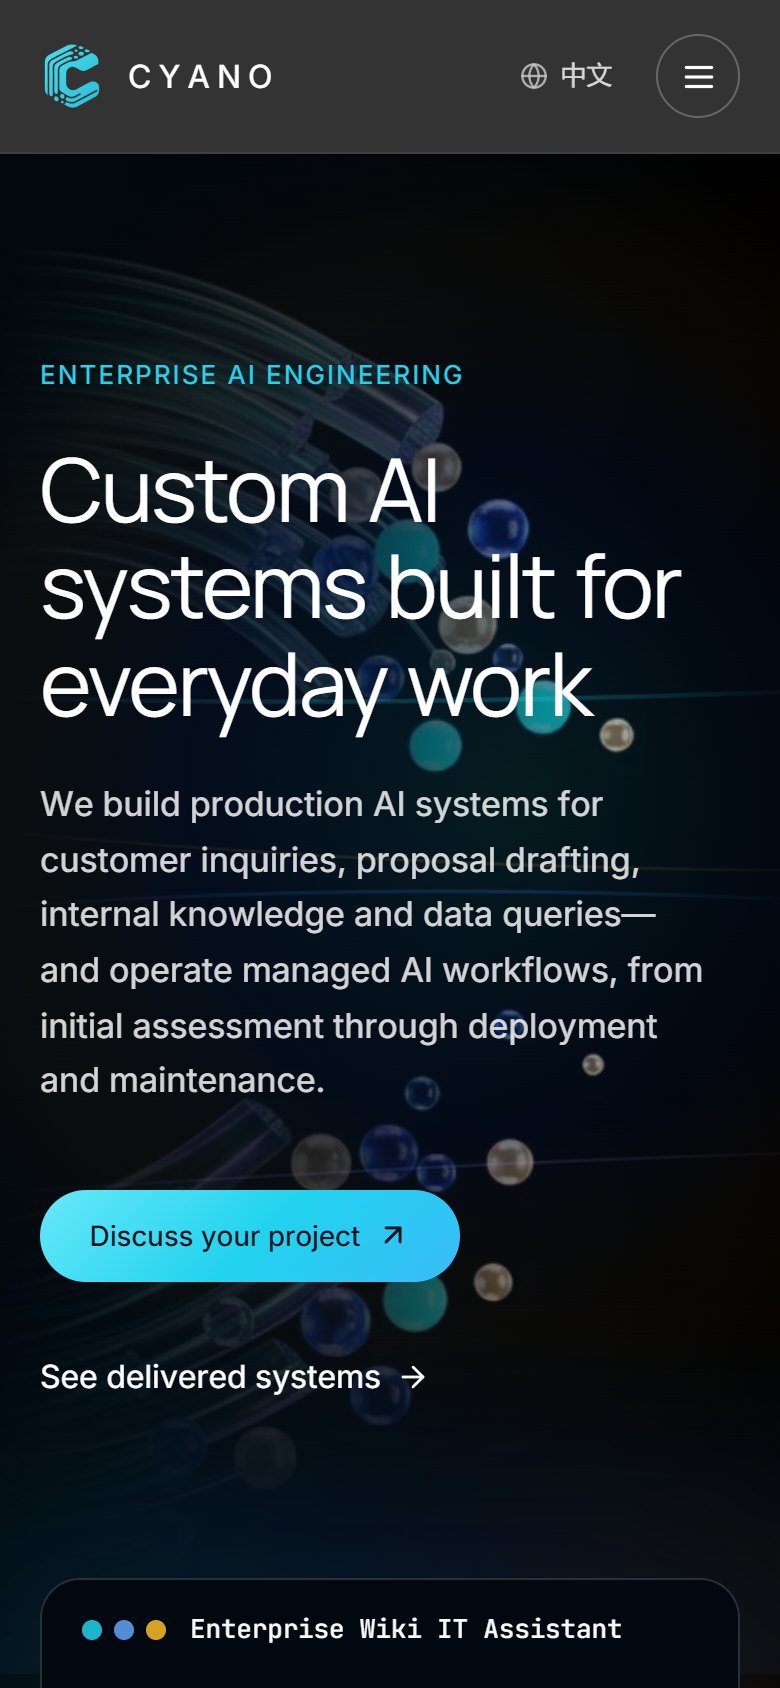 CYANO
中文
ENTERPRISE AI ENGINEERING
Custom AI
systems built for
everyday work
We build production AI systems for
customer inquiries, proposal drafting,
internal knowledge and data queries—
and operate managed AI workflows, from
initial assessment through deployment
and maintenance.
Discuss your project ↗
See delivered systems →
Enterprise Wiki IT Assistant